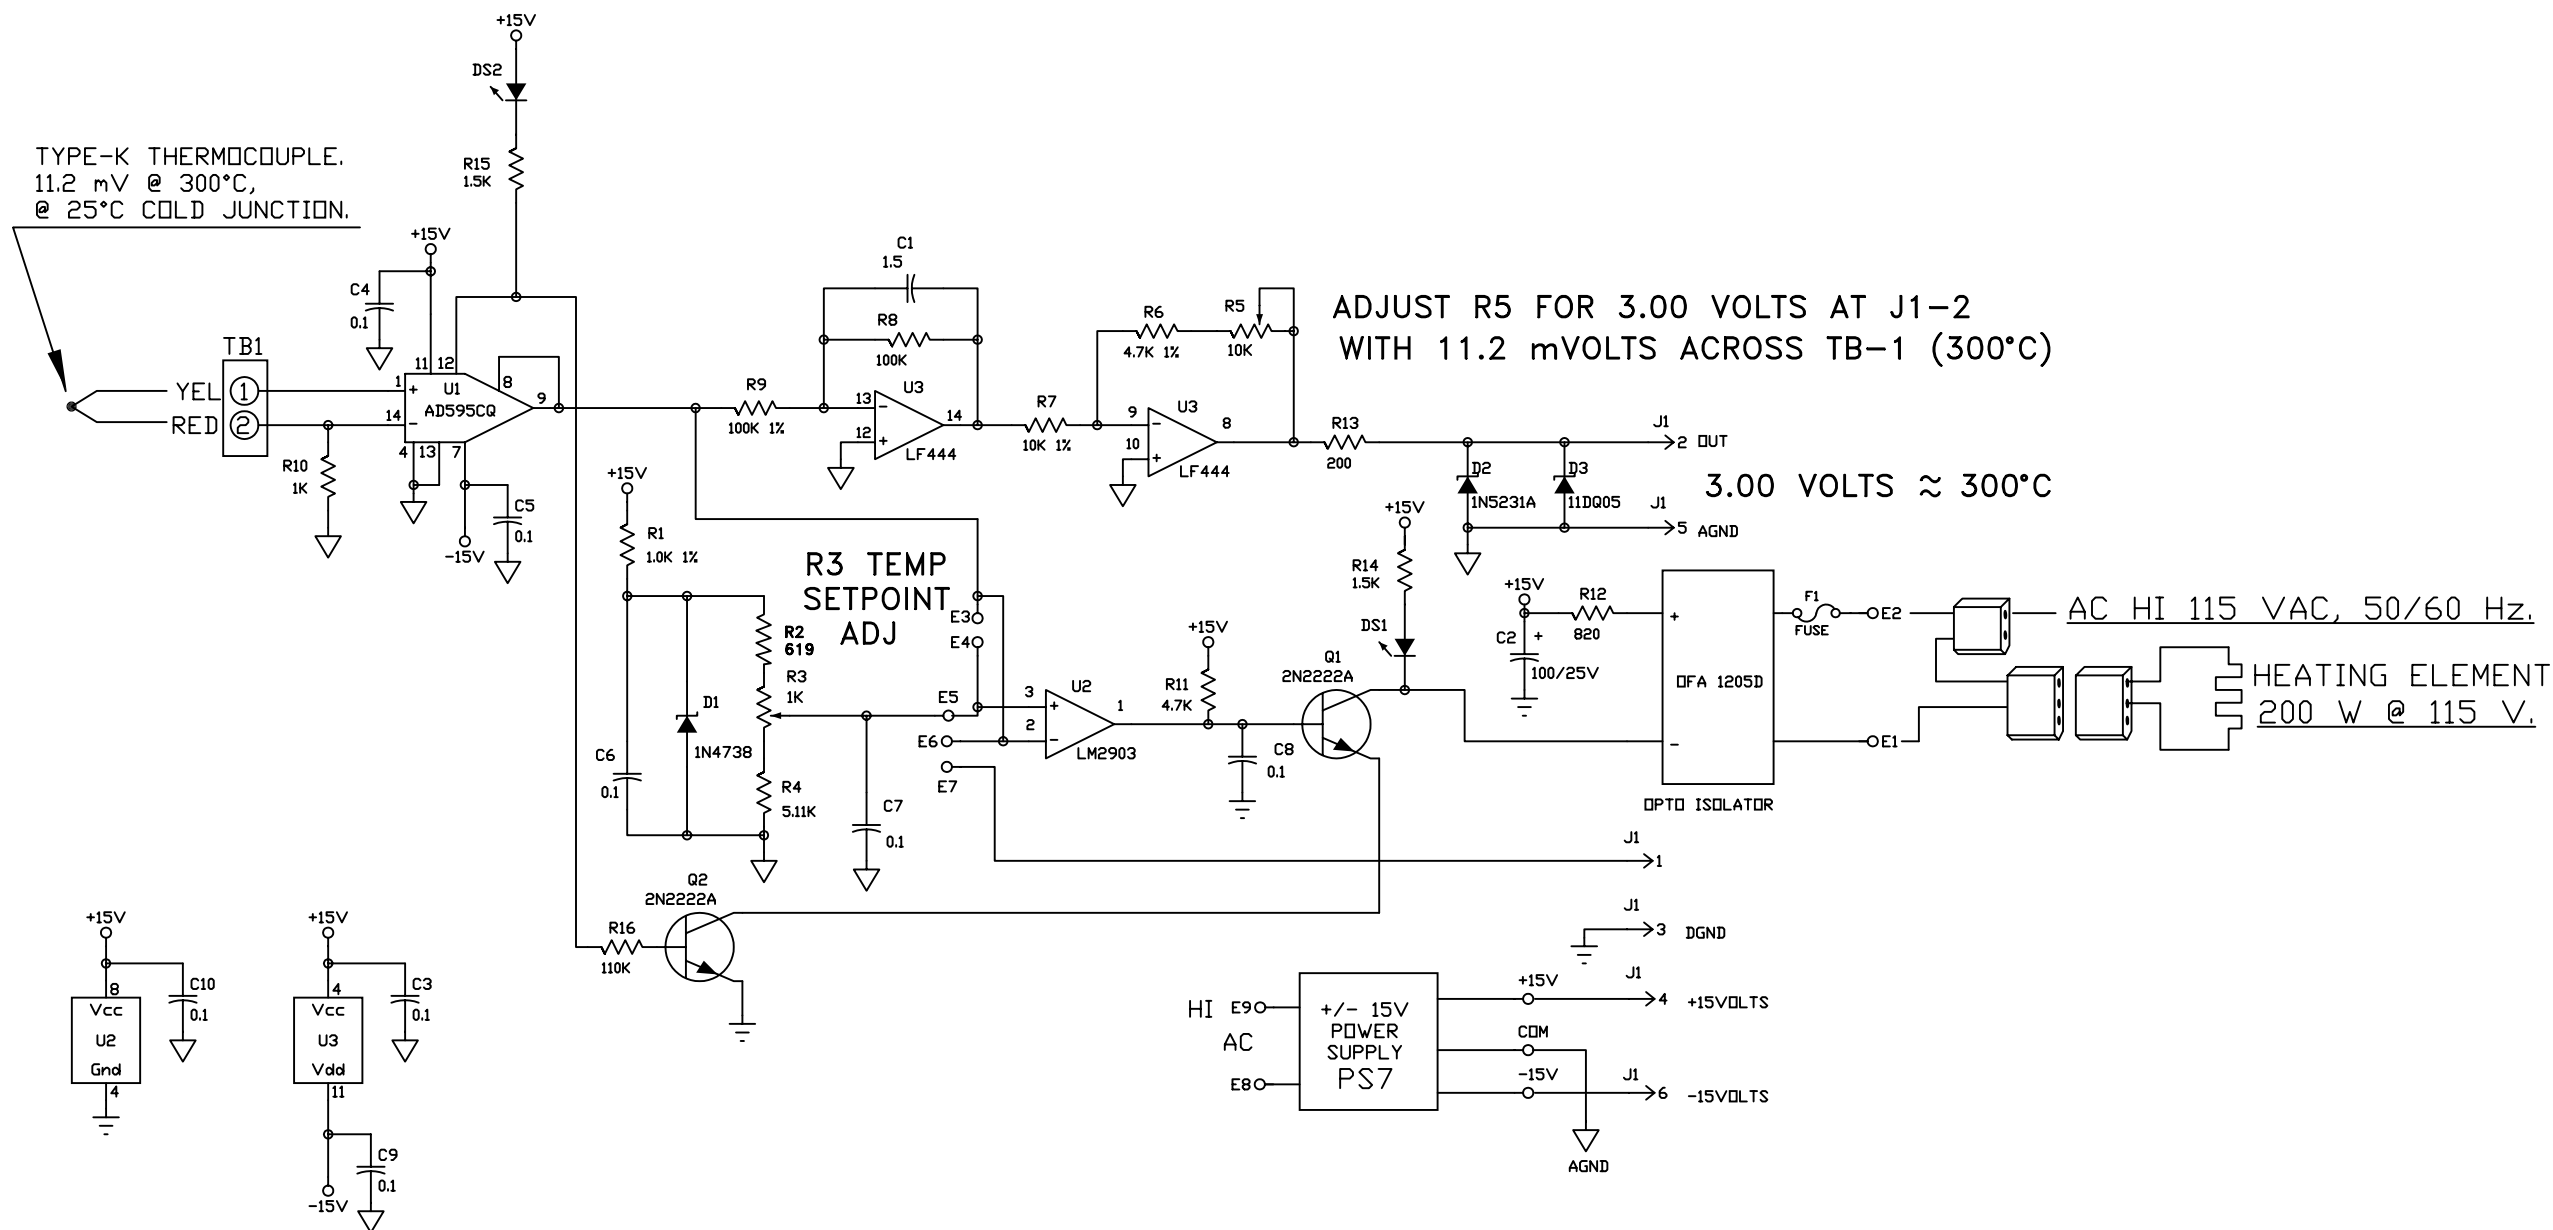 +15V
DS2
R15
1.5K
TYPE-K THERMOCOUPLE.
11.2 mV @ 300°C,
@ 25°C COLD JUNCTION.
+15V
C4
0.1
TB1
YEL 1
RED 2
11 12
1
14
+
-
U1
AD595CQ
8
9
4 13 7
R10
1K
C5
0.1
-15V
C1
1.5
R8
100K
R9
100K 1%
13
12
-
+
U3
14
LF444
R7
10K 1%
R6
4.7K 1%
R5
10K
9
10
-
+
U3
8
LF444
ADJUST R5 FOR 3.00 VOLTS AT J1-2
WITH 11.2 mVOLTS ACROSS TB-1 (300°C)
R13
200
J1
2 OUT
D2
1N5231A
D3
11DQ05
3.00 VOLTS ≈ 300°C
J1
5 AGND
+15V
R1
1.0K 1%
R3 TEMP
SETPOINT
ADJ
R2
619
R3
1K
D1
1N4738
C6
0.1
R4
5.11K
C7
0.1
E3
E4
E5
E6
E7
3
2
+
-
U2
1
LM2903
+15V
R11
4.7K
C8
0.1
Q1
2N2222A
+15V
R14
1.5K
DS1
+15V
R12
820
C2 +
100/25V
+
-
OFA 1205D
OPTO ISOLATOR
F1
FUSE
E2
E1
AC HI 115 VAC, 50/60 Hz.
HEATING ELEMENT
200 W @ 115 V.
J1
1
J1
3 DGND
Q2
2N2222A
R16
110K
+15V
8
Vcc
U2
Gnd
4
C10
0.1
+15V
4
Vcc
U3
Vdd
11
C3
0.1
C9
0.1
-15V
HI E9
AC
E8
+/- 15V
POWER
SUPPLY
PS7
+15V
J1
4 +15VOLTS
COM
-15V
J1
6 -15VOLTS
AGND